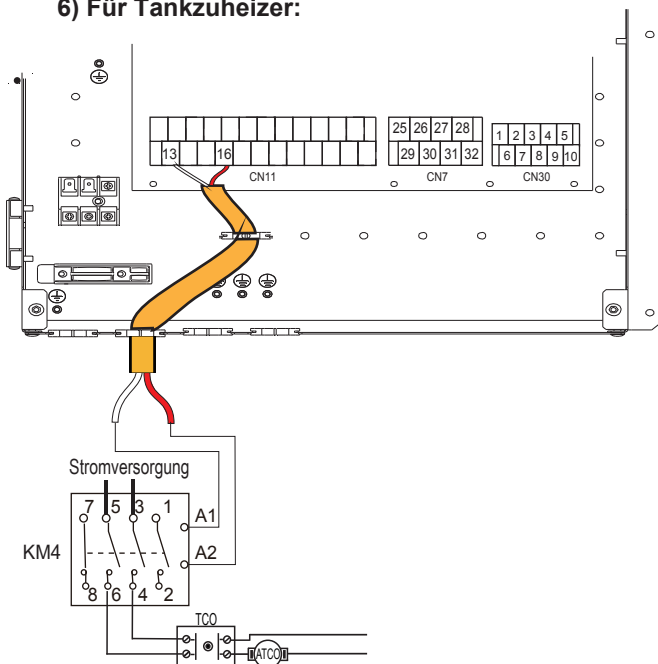 6) Für Tankzuheizer:
25 26 27 28
1 2 3 4 5
13 16
29 30 31 32
6 7 8 9 10
CN11
CN7
CN30
Stromversorgung
7 5 3 1
A1
KM4
A2
8 6 4 2
TCO
ATCO